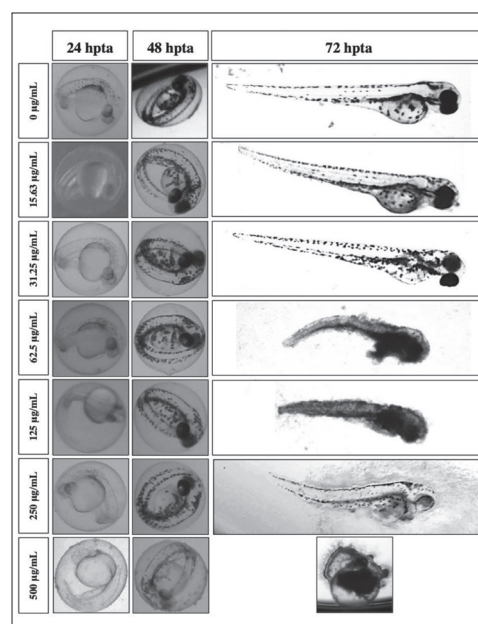 24 hpta 48 hpta 72 hpta
0 µg/mL
15.63 µg/mL
31.25 µg/mL
62.5 µg/mL
125 µg/mL
250 µg/mL
500 µg/mL